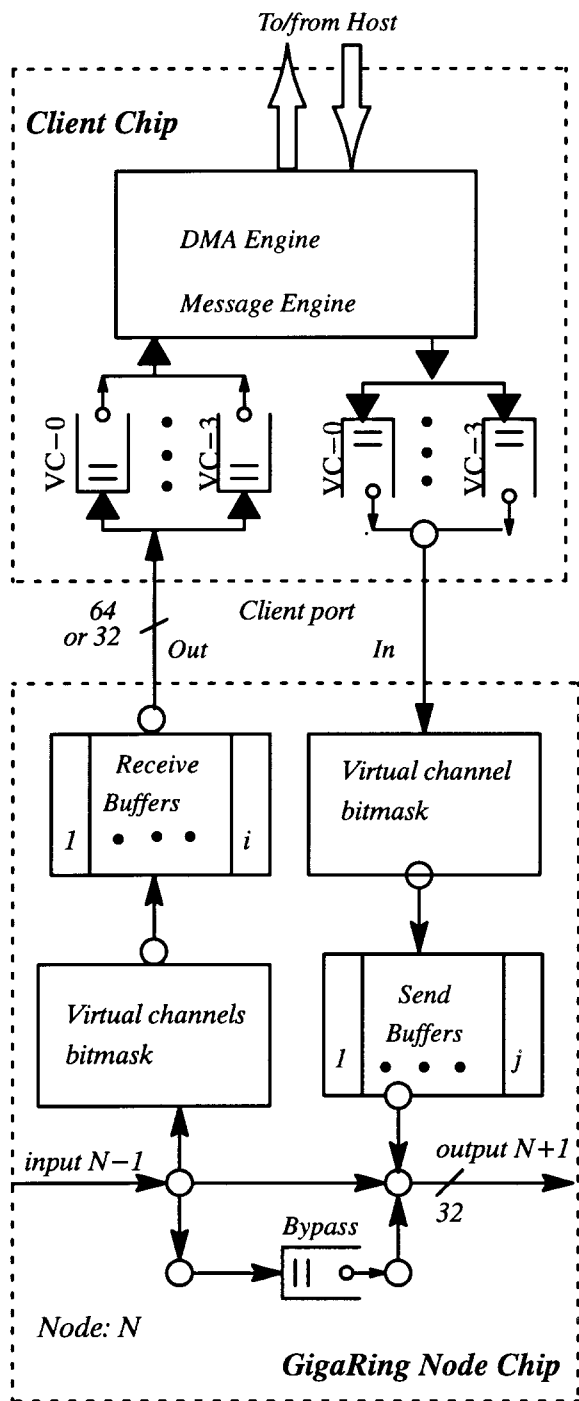 To/from Host
Client Chip
DMA Engine
Message Engine
VC-0
VC-3
VC-0
VC-3
64
or 32
Client port
Out
In
Receive
Buffers
1
i
Virtual channel
bitmask
Virtual channels
bitmask
Send
Buffers
1
j
input N-1
output N+1
32
Bypass
Node: N
GigaRing Node Chip